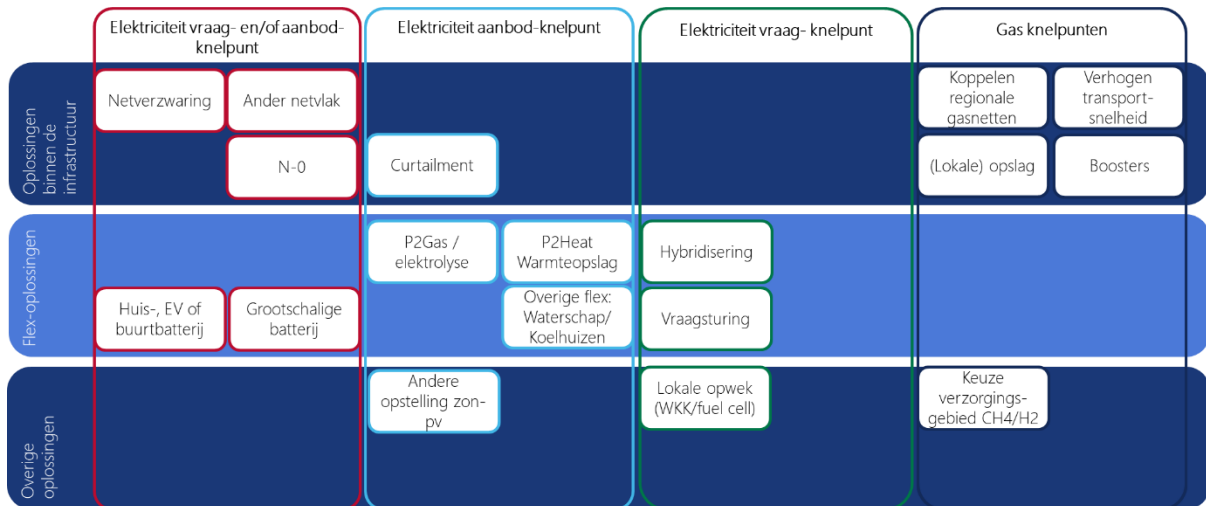 Elektriciteit vraag- en/of aanbod-
knelpunt
Elektriciteit aanbod-knelpunt
Elektriciteit vraag- knelpunt
Gas knelpunten
Oplossingen
binnen de
infrastructuur
Netverzwaring
Ander netvlak
N-0
Curtailment
Koppelen
regionale
gasnetten
Verhogen
transport-
snelheid
(Lokale) opslag
Boosters
Flex-oplossingen
Huis-, EV of
buurtbatterij
Grootschalige
batterij
P2Gas /
elektrolyse
P2Heat
Warmteopslag
Overige flex:
Waterschap/
Koelhuizen
Hybridisering
Vraagsturing
Overige
oplossingen
Andere
opstelling zon-
pv
Lokale opwek
(WKK/fuel cell)
Keuze
verzorgings-
gebied CH4/H2